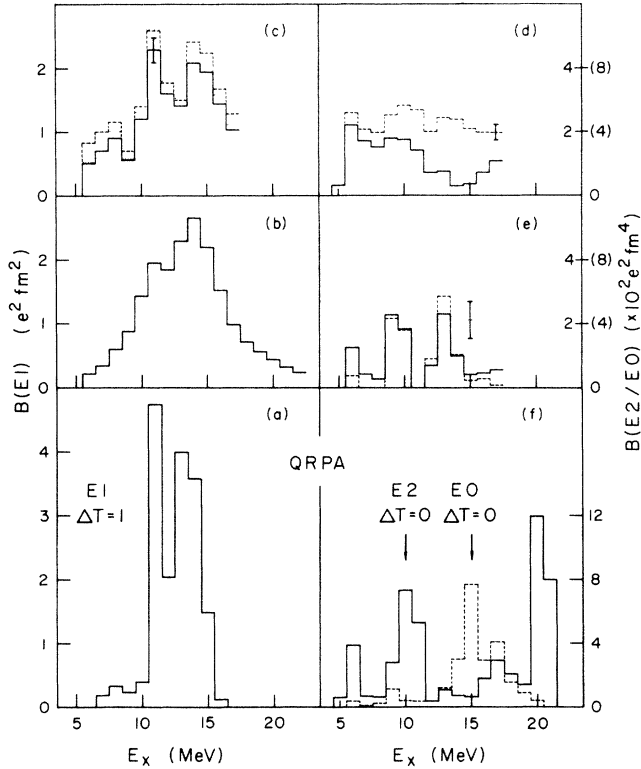 (c)
(d)
2
1
0
4 (8)
2 (4)
0
(b)
(e)
2
1
0
4 (8)
2 (4)
0
B(E1) (e² fm²)
B(E2/E0) (×10² e² fm⁴)
(a)
(f)
QRPA
E1
ΔT=1
E2
ΔT=0
E0
ΔT=0
4
3
2
1
0
12
8
4
0
5 10 15 20
5 10 15 20
Eₓ (MeV)
Eₓ (MeV)